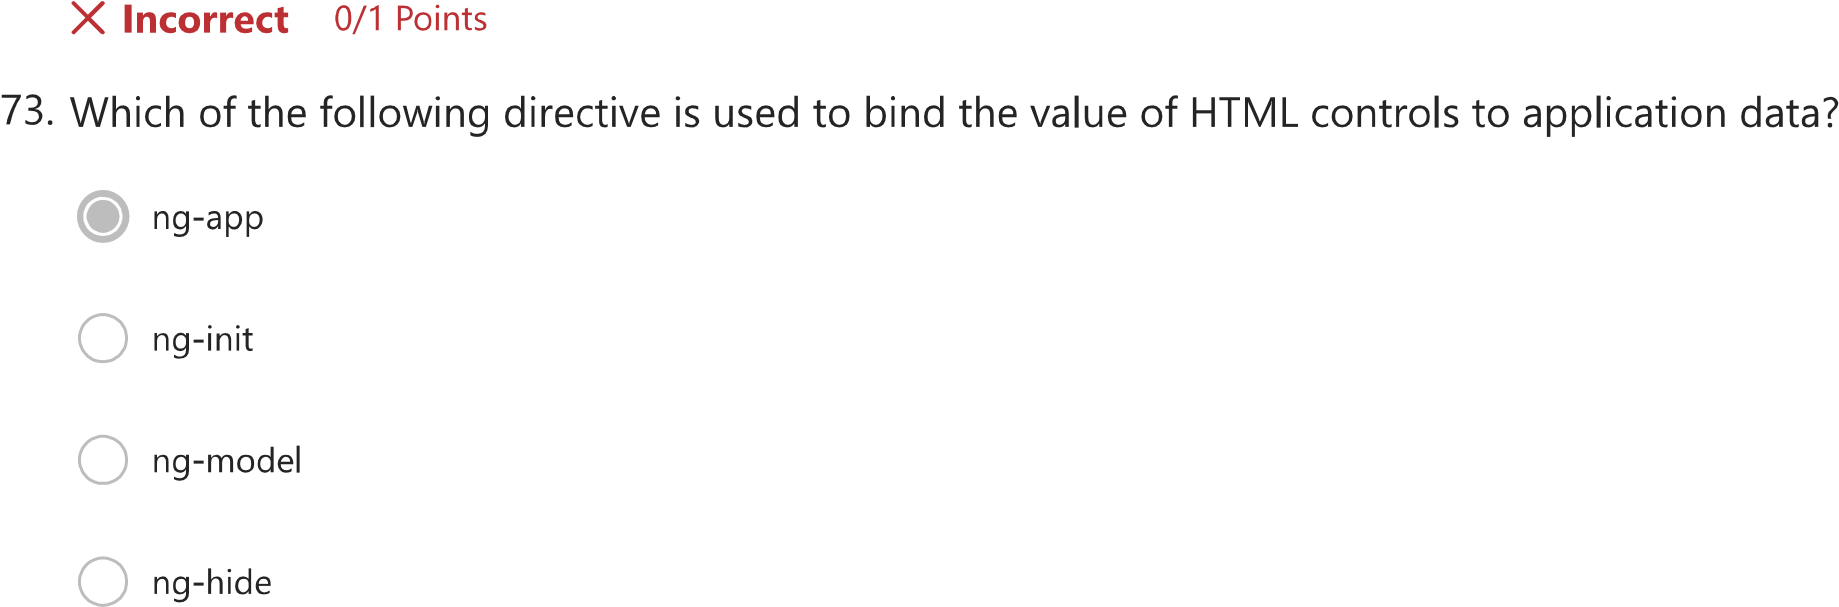 Incorrect 0/1 Points
73. Which of the following directive is used to bind the value of HTML controls to application data?
ng-app
ng-init
ng-model
ng-hide